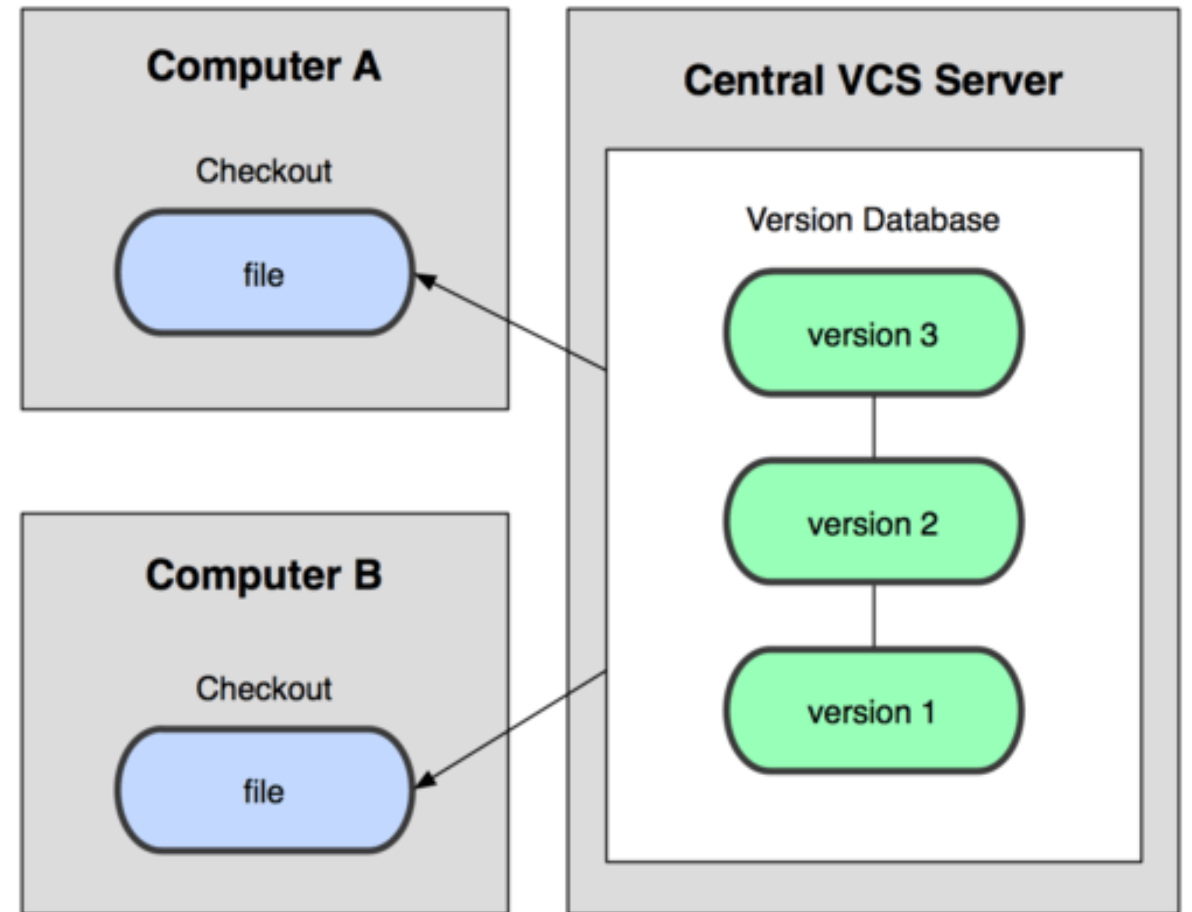 Computer A
Checkout
file
Computer B
Checkout
file
Central VCS Server
Version Database
version 3
version 2
version 1